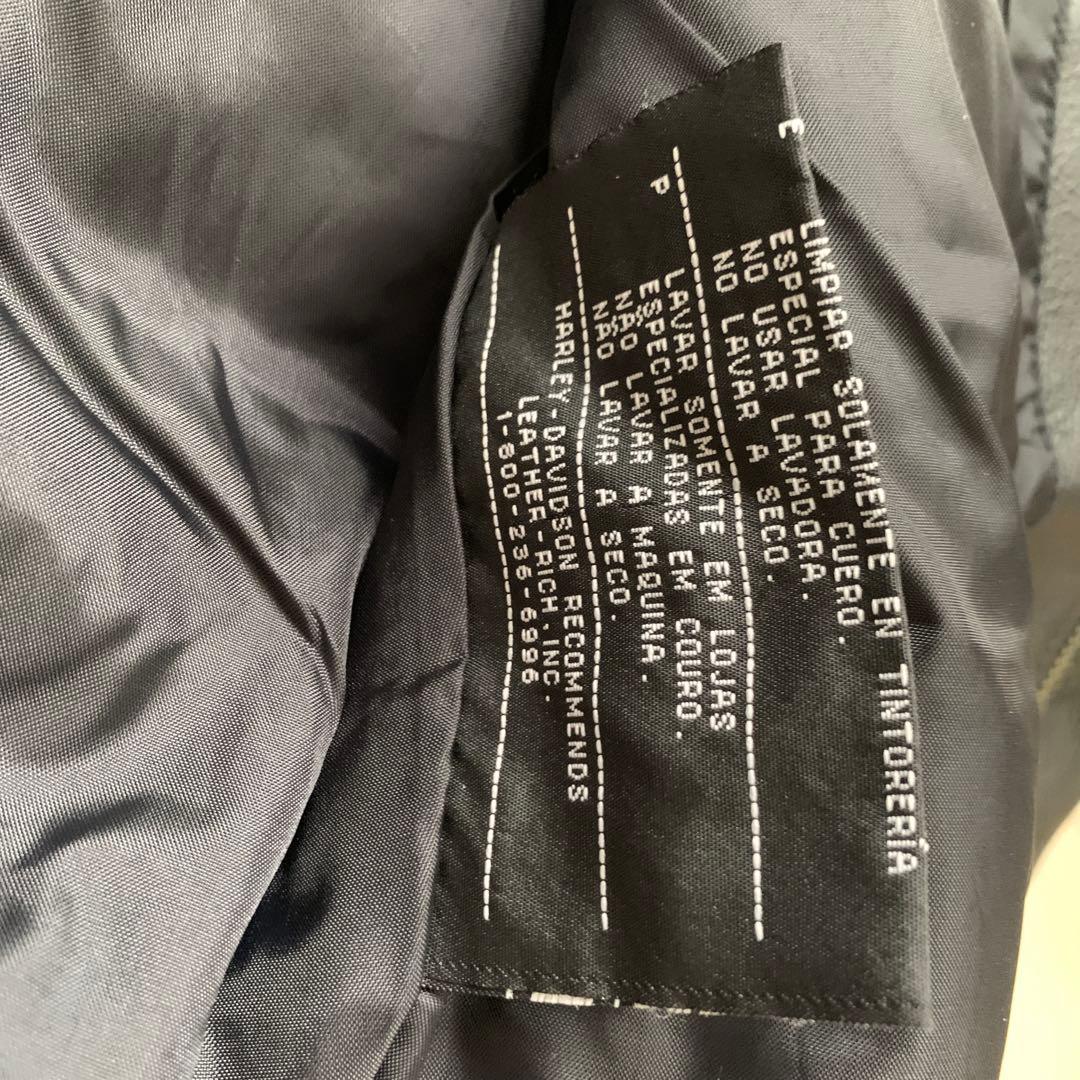 E
LIMPIAR SOLAMENTE EN TINTORERÍA
ESPECIAL PARA CUERO.
NO USAR LAVADORA.
NO LAVAR A SECO.
P
LAVAR SOMENTE EM LOJAS
ESPECIALIZADAS EM COURO.
NÃO LAVAR A MAQUINA.
NÃO LAVAR A SECO.
HARLEY-DAVIDSON RECOMMENDS
LEATHER-RICH,INC.
1-800-236-6996